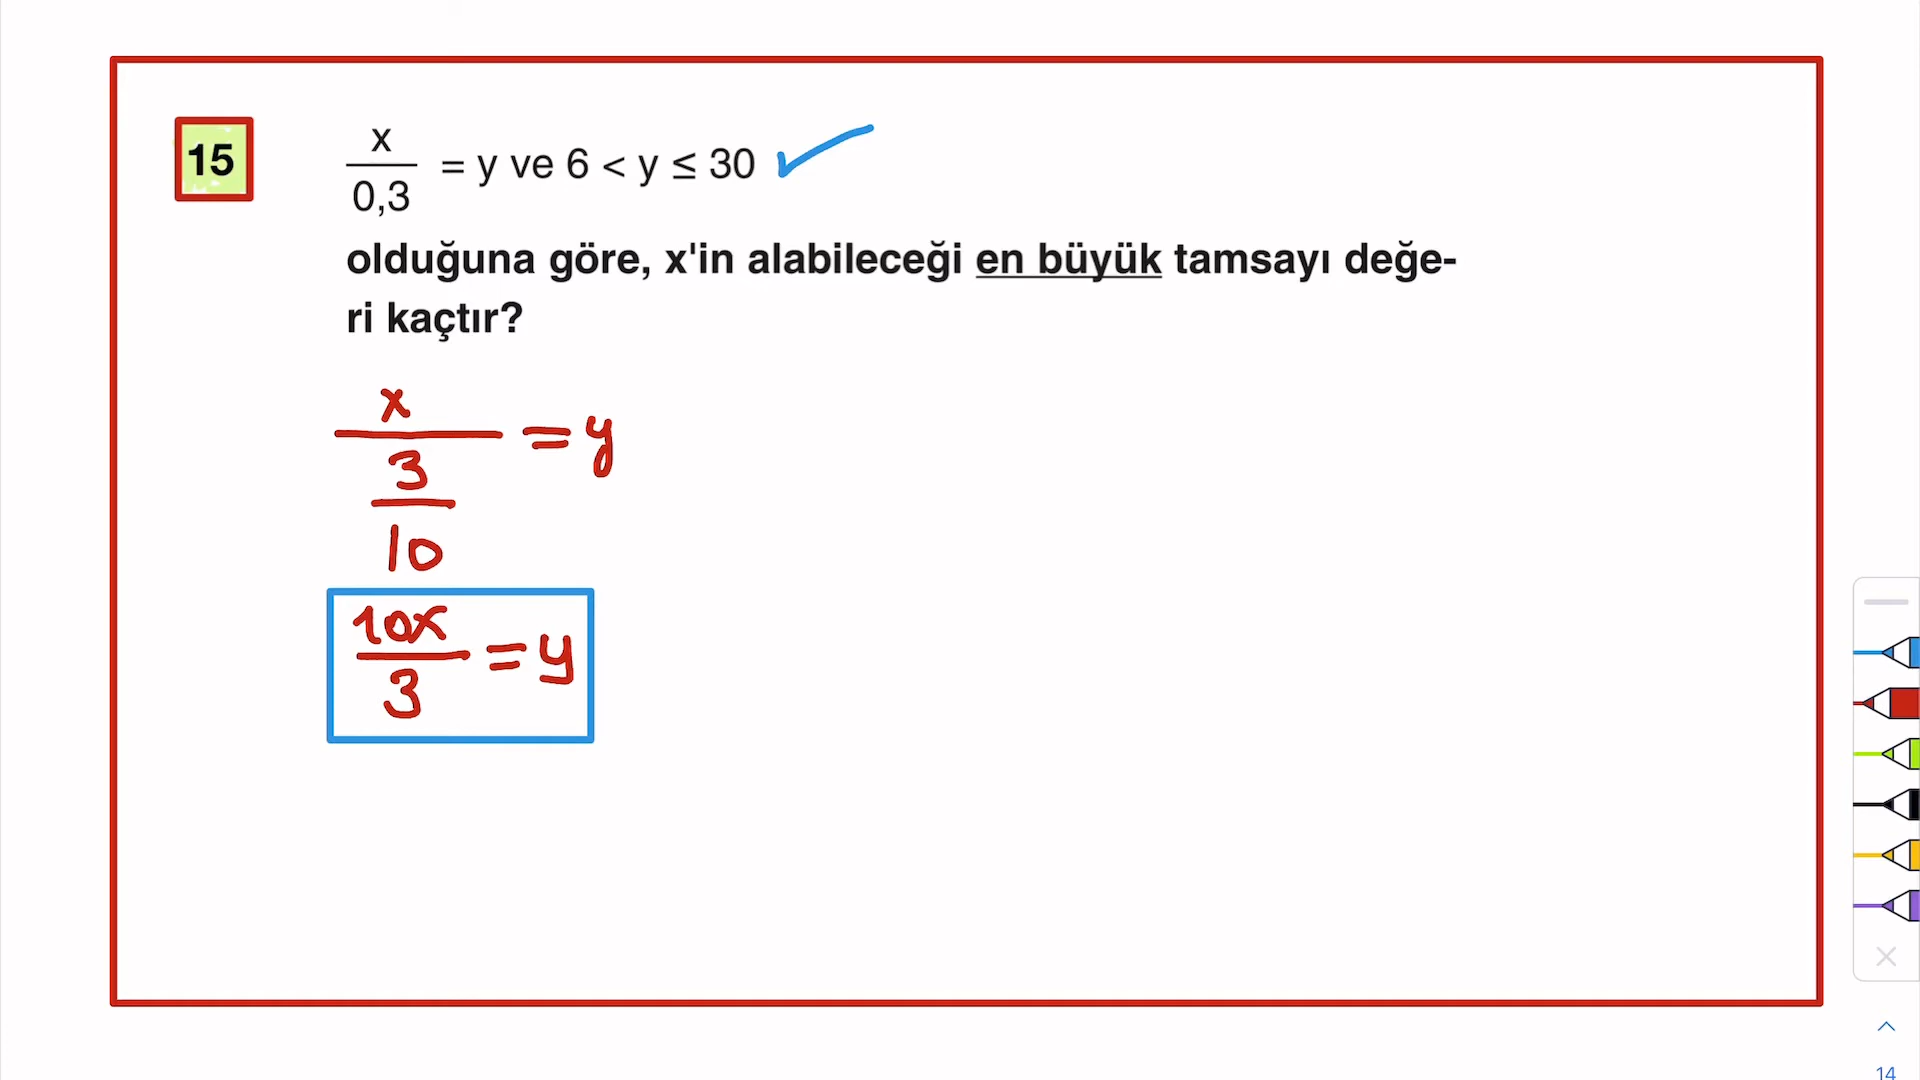 15
x
0,3
= y ve 6 < y ≤ 30
olduğuna göre, x'in alabileceği en büyük tamsayı değe-
ri kaçtır?
x
3
10
= y
10x
3
= y
14